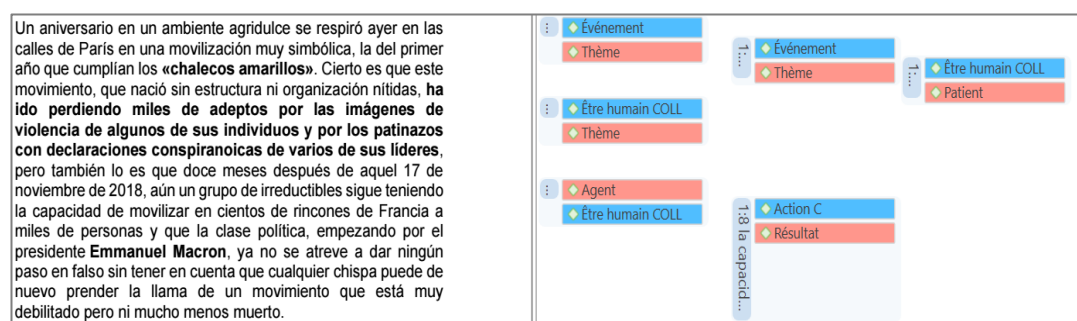 Un aniversario en un ambiente agridulce se respiró ayer en las
calles de París en una movilización muy simbólica, la del primer
año que cumplían los «chalecos amarillos». Cierto es que este
movimiento, que nació sin estructura ni organización nítidas, ha
ido perdiendo miles de adeptos por las imágenes de
violencia de algunos de sus individuos y por los patinazos
con declaraciones conspiranoicas de varios de sus líderes,
pero también lo es que doce meses después de aquel 17 de
noviembre de 2018, aún un grupo de irreductibles sigue teniendo
la capacidad de movilizar en cientos de rincones de Francia a
miles de personas y que la clase política, empezando por el
presidente Emmanuel Macron, ya no se atreve a dar ningún
paso en falso sin tener en cuenta que cualquier chispa puede de
nuevo prender la llama de un movimiento que está muy
debilitado pero ni mucho menos muerto.
Événement
Thème
Être humain COLL
Thème
Agent
Être humain COLL
1:...
Événement
Thème
1:8 la capacid...
Action C
Résultat
1:...
Être humain COLL
Patient